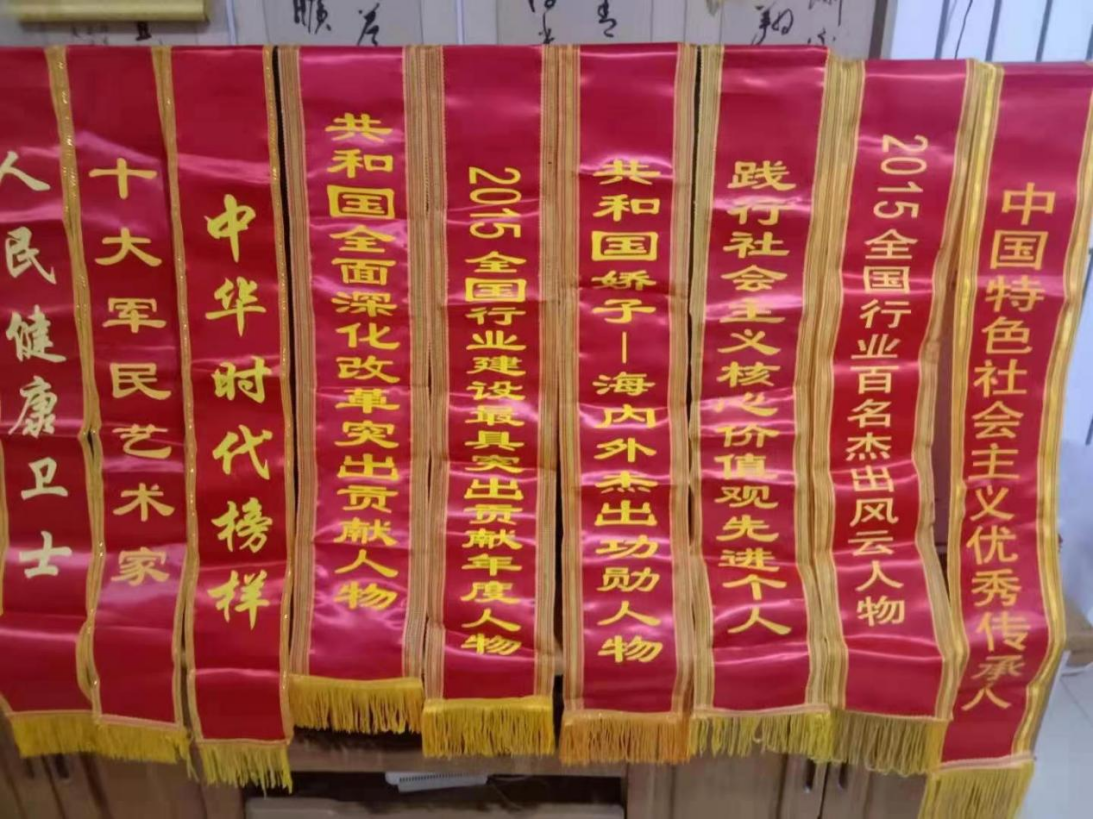 人民健康卫士
十大军民艺术家
中华时代榜样
共和国全面深化改革突出贡献人物
2015全国行业建设最具突出贡献年度人物
共和国娇子—海内外杰出功勋人物
践行社会主义核心价值观先进个人
2015全国行业百名杰出风云人物
中国特色社会主义优秀传承人